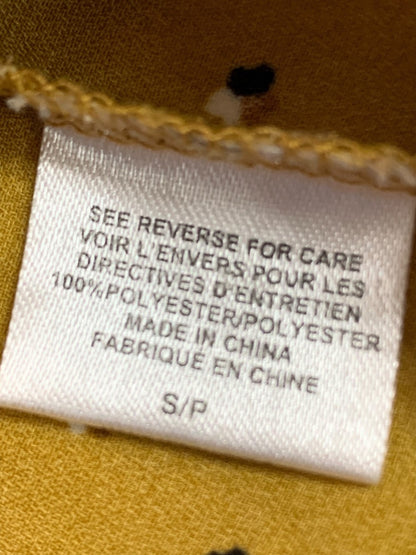 SEE REVERSE FOR CARE
VOIR L'ENVERS POUR LES
DIRECTIVES D'ENTRETIEN
100%POLYESTER/POLYESTER
MADE IN CHINA
FABRIQUÉ EN CHINE
S/P